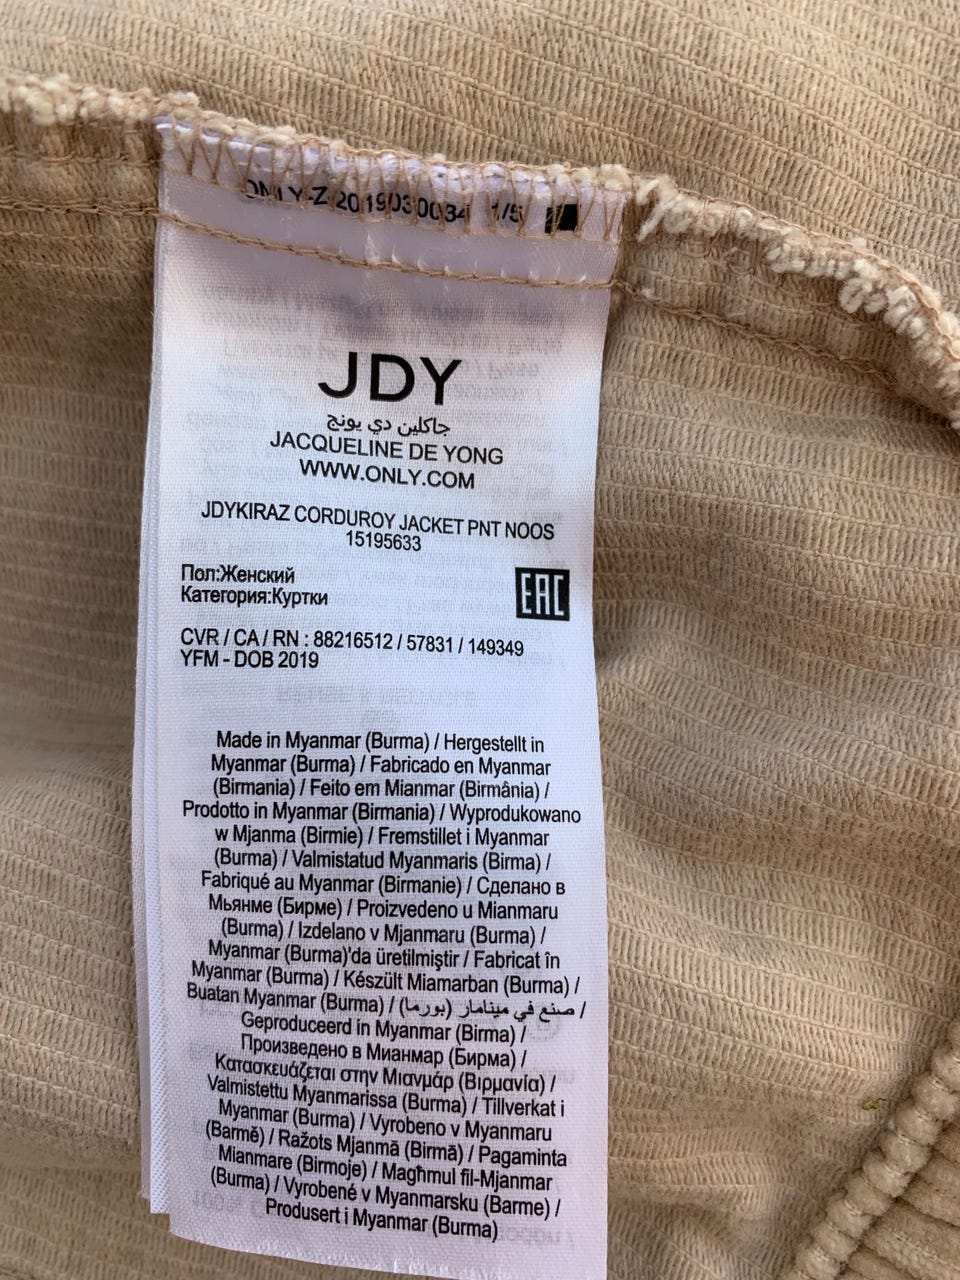 ONLY-Z 2019030034 1/5
JDY
جاكلين دي يونج
JACQUELINE DE YONG
WWW.ONLY.COM
JDYKIRAZ CORDUROY JACKET PNT NOOS
15195633
Пол:Женский
Категория:Куртки
EAC
CVR / CA / RN : 88216512 / 57831 / 149349
YFM - DOB 2019
Made in Myanmar (Burma) / Hergestellt in
Myanmar (Burma) / Fabricado en Myanmar
(Birmania) / Feito em Mianmar (Birmânia) /
Prodotto in Myanmar (Birmania) / Wyprodukowano
w Mjanma (Birmie) / Fremstillet i Myanmar
(Burma) / Valmistatud Myanmaris (Birma) /
Fabriqué au Myanmar (Birmanie) / Сделано в
Мьянме (Бирме) / Proizvedeno u Mianmaru
(Burma) / Izdelano v Mjanmaru (Burma) /
Myanmar (Burma)'da üretilmiştir / Fabricat în
Myanmar (Burma) / Készült Miamarban (Burma) /
Buatan Myanmar (Burma) / صنع في مينامار (بورما) /
Geproduceerd in Myanmar (Birma) /
Произведено в Мианмар (Бирма) /
Κατασκευάζεται στην Μιανμάρ (Βιρμανία) /
Valmistettu Myanmarissa (Burma) / Tillverkat i
Myanmar (Burma) / Vyrobeno v Myanmaru
(Barmě) / Ražots Mjanmā (Birmā) / Pagaminta
Mianmare (Birmoje) / Magħmul fil-Mjanmar
(Burma) / Vyrobené v Myanmarsku (Barme) /
Produsert i Myanmar (Burma)